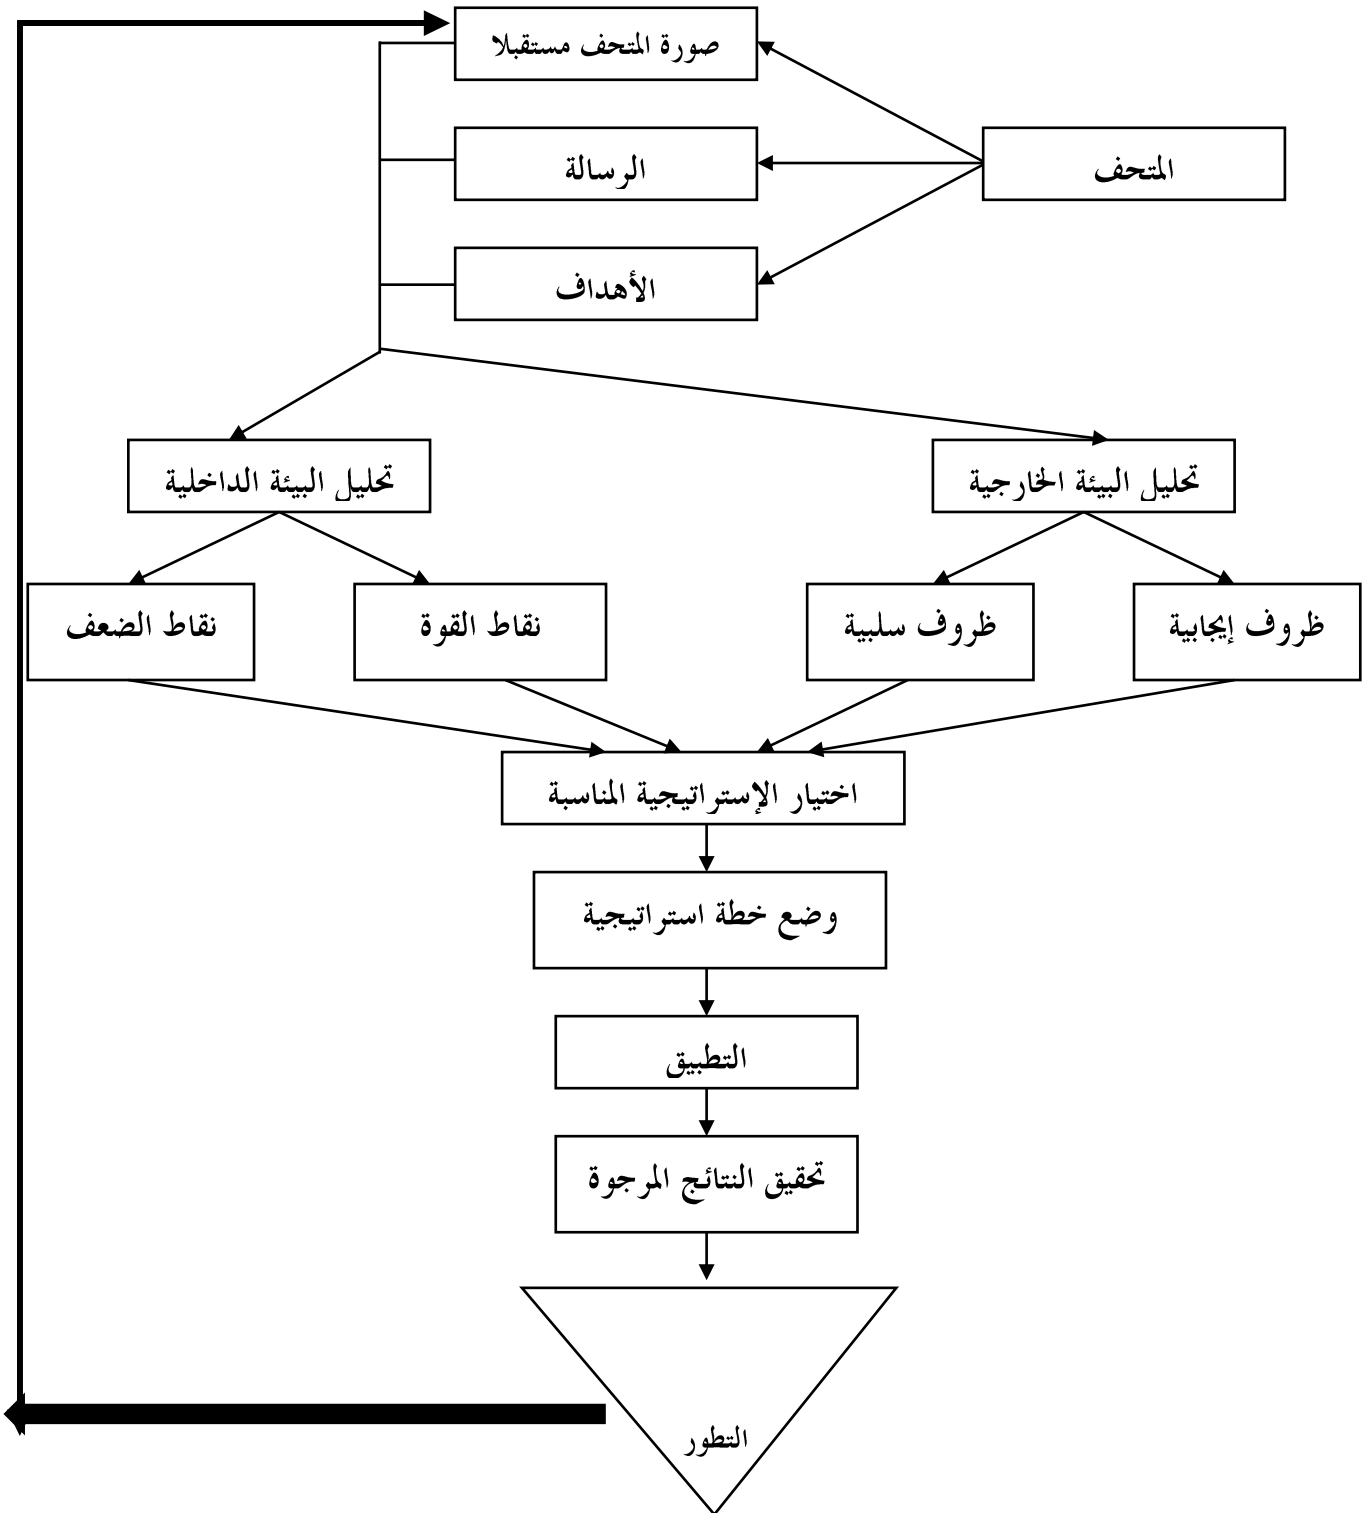 صورة المتحف مستقبلا
المتحف
الرسالة
الأهداف
تحليل البيئة الخارجية
تحليل البيئة الداخلية
ظروف إيجابية
ظروف سلبية
نقاط القوة
نقاط الضعف
اختيار الإستراتيجية المناسبة
وضع خطة استراتيجية
التطبيق
تحقيق النتائج المرجوة
التطور